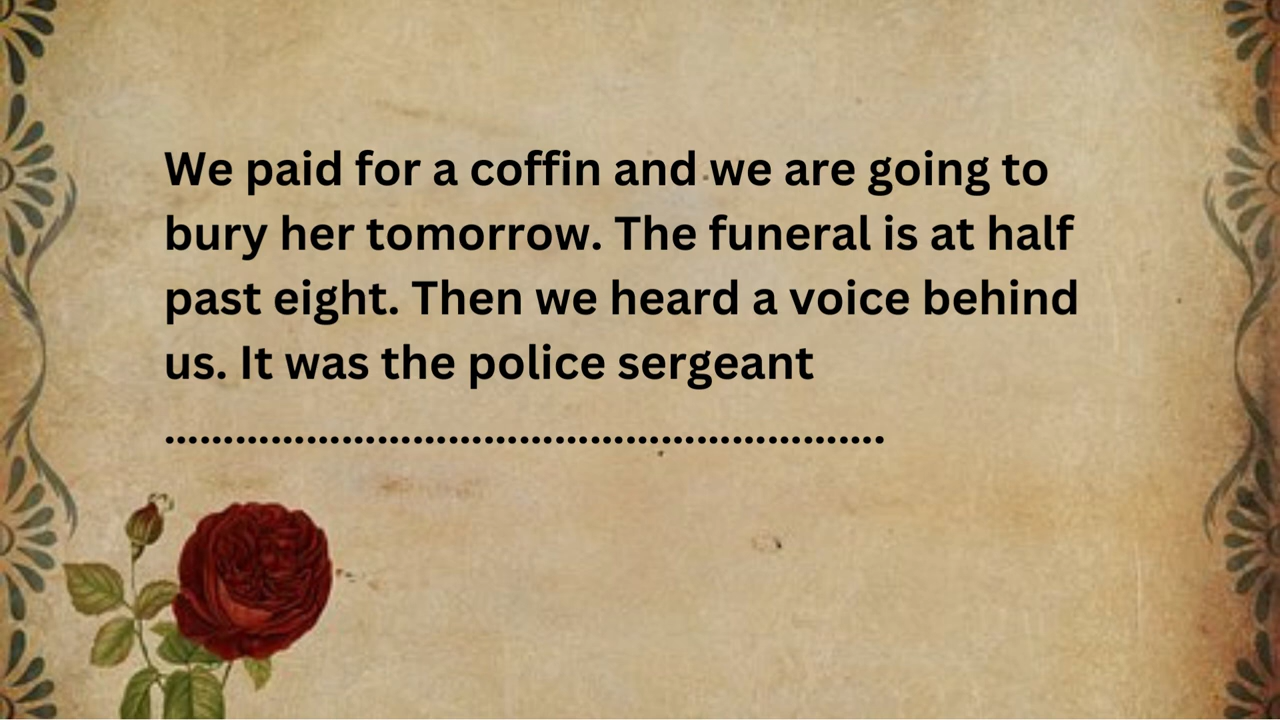 We paid for a coffin and we are going to
bury her tomorrow. The funeral is at half
past eight. Then we heard a voice behind
us. It was the police sergeant
.............................................................